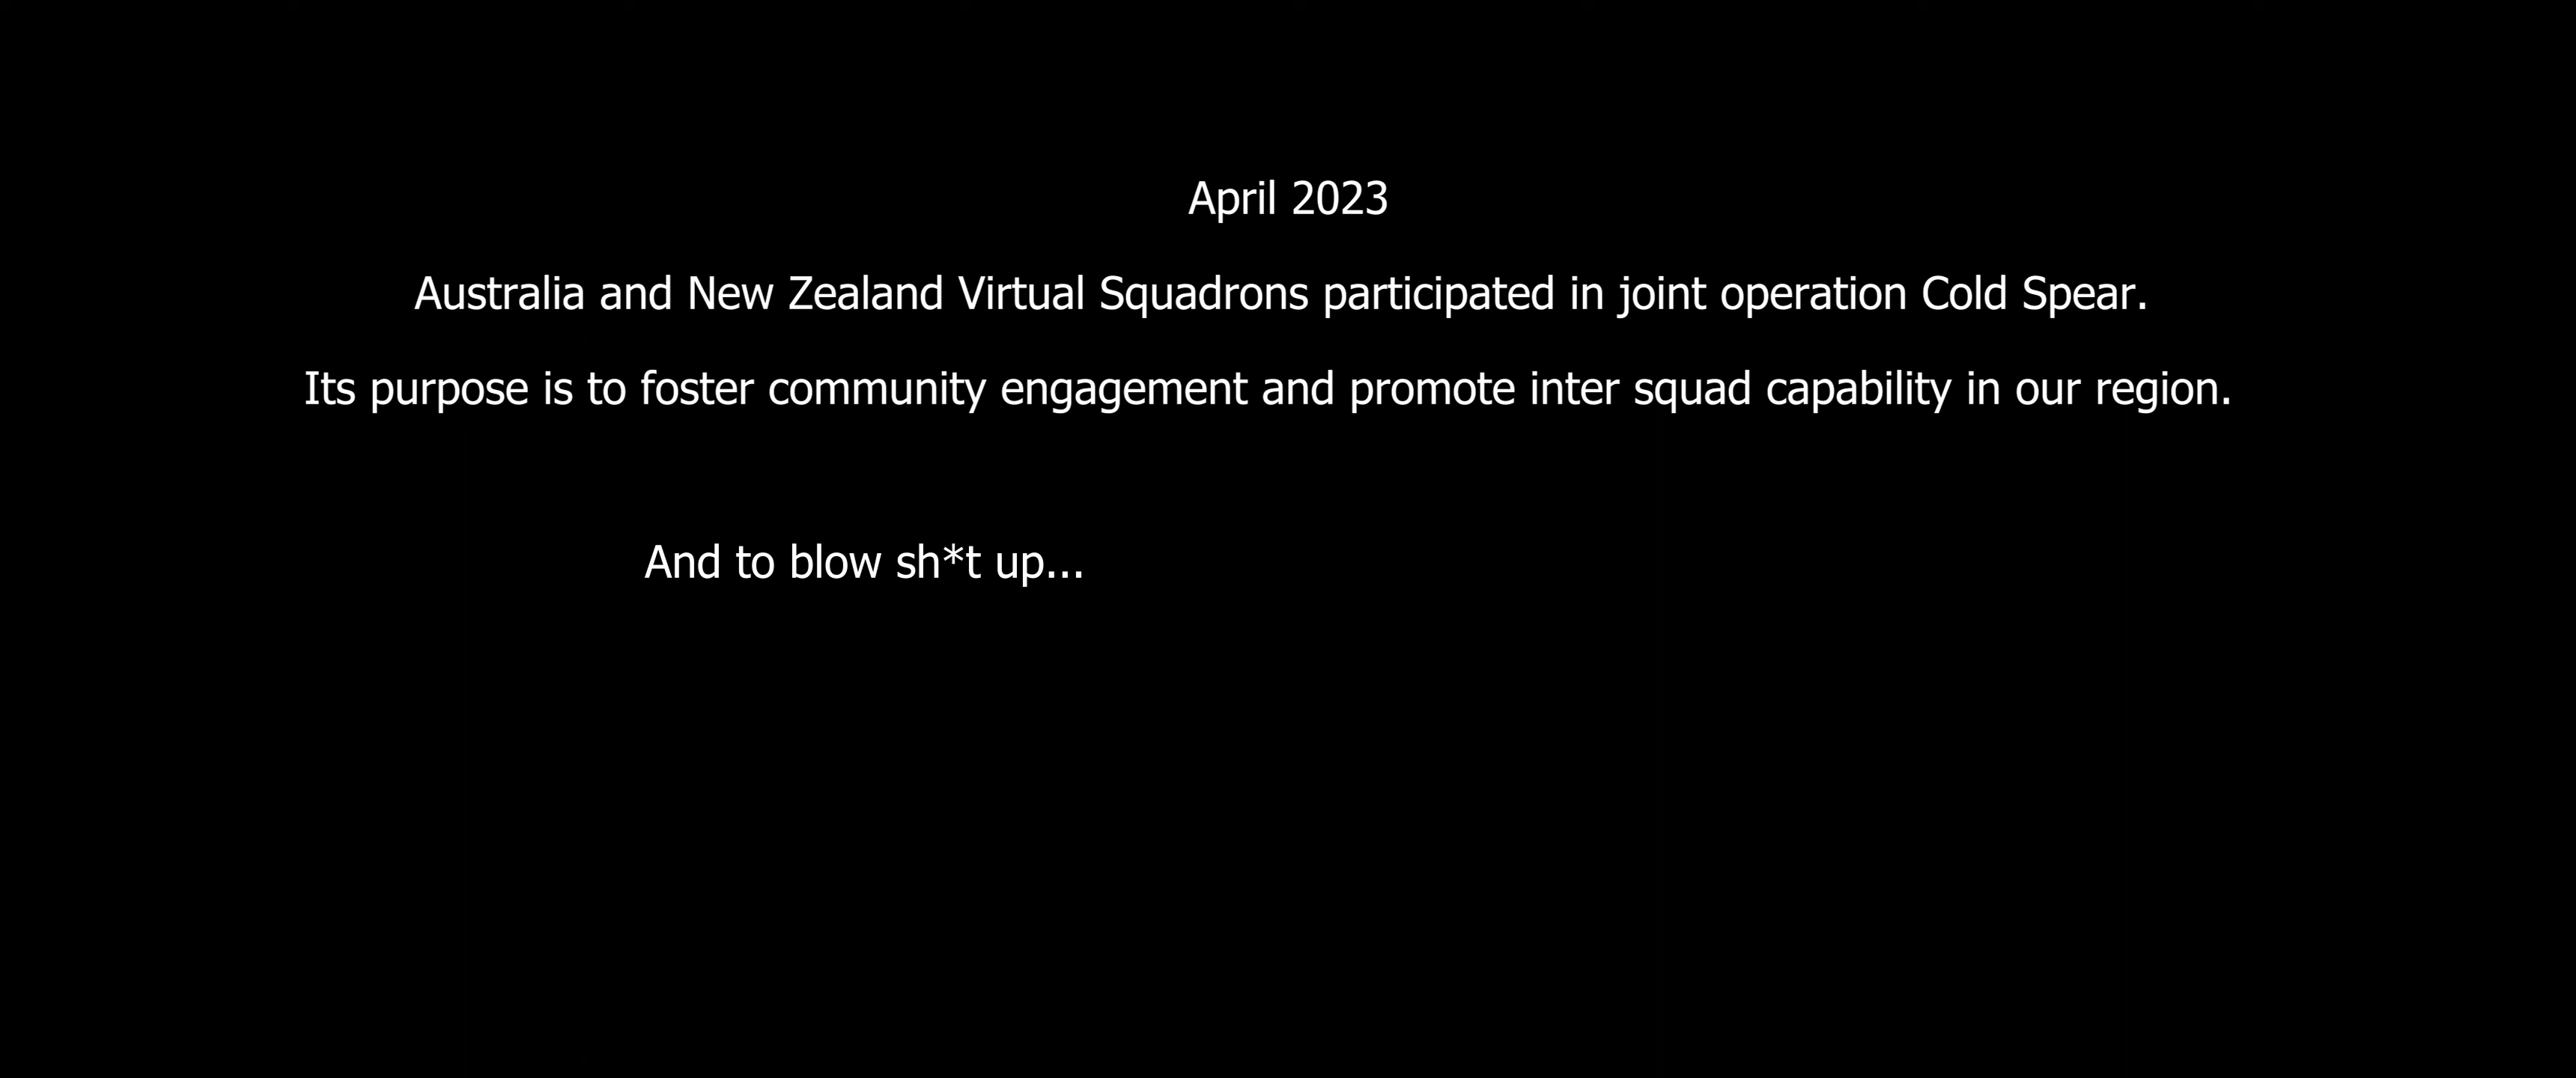 April 2023
Australia and New Zealand Virtual Squadrons participated in joint operation Cold Spear.
Its purpose is to foster community engagement and promote inter squad capability in our region.
And to blow sh*t up...